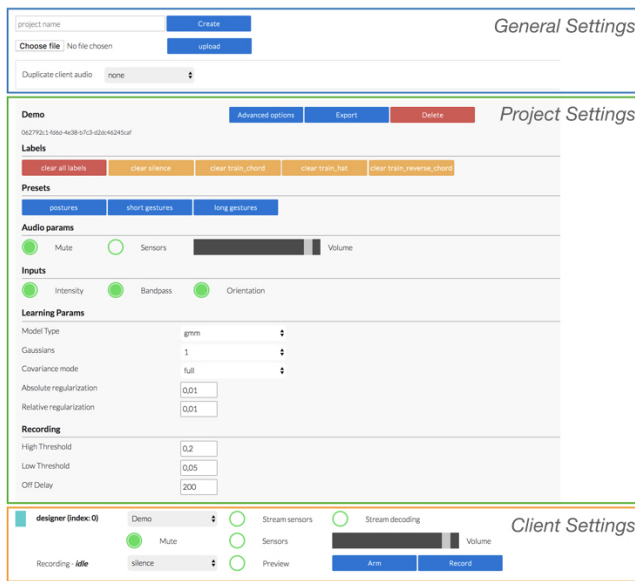 General Settings
project name Create
Choose file No file chosen upload
Duplicate client audio none
Project Settings
Demo Advanced options Export Delete
062792c1-fd6d-4e38-b7c3-d2dc46245caf
Labels
clear all labels clear silence clear train_chord clear train_hat clear train_reverse_chord
Presets
postures short gestures long gestures
Audio params
Mute Sensors Volume
Inputs
Intensity Bandpass Orientation
Learning Params
Model Type gmm
Gaussians 1
Covariance mode full
Absolute regularization 0,01
Relative regularization 0,01
Recording
High Threshold 0,2
Low Threshold 0,05
Off Delay 200
Client Settings
designer (index: 0) Demo Stream sensors Stream decoding
Mute Sensors Volume
Recording - idle silence Preview Arm Record